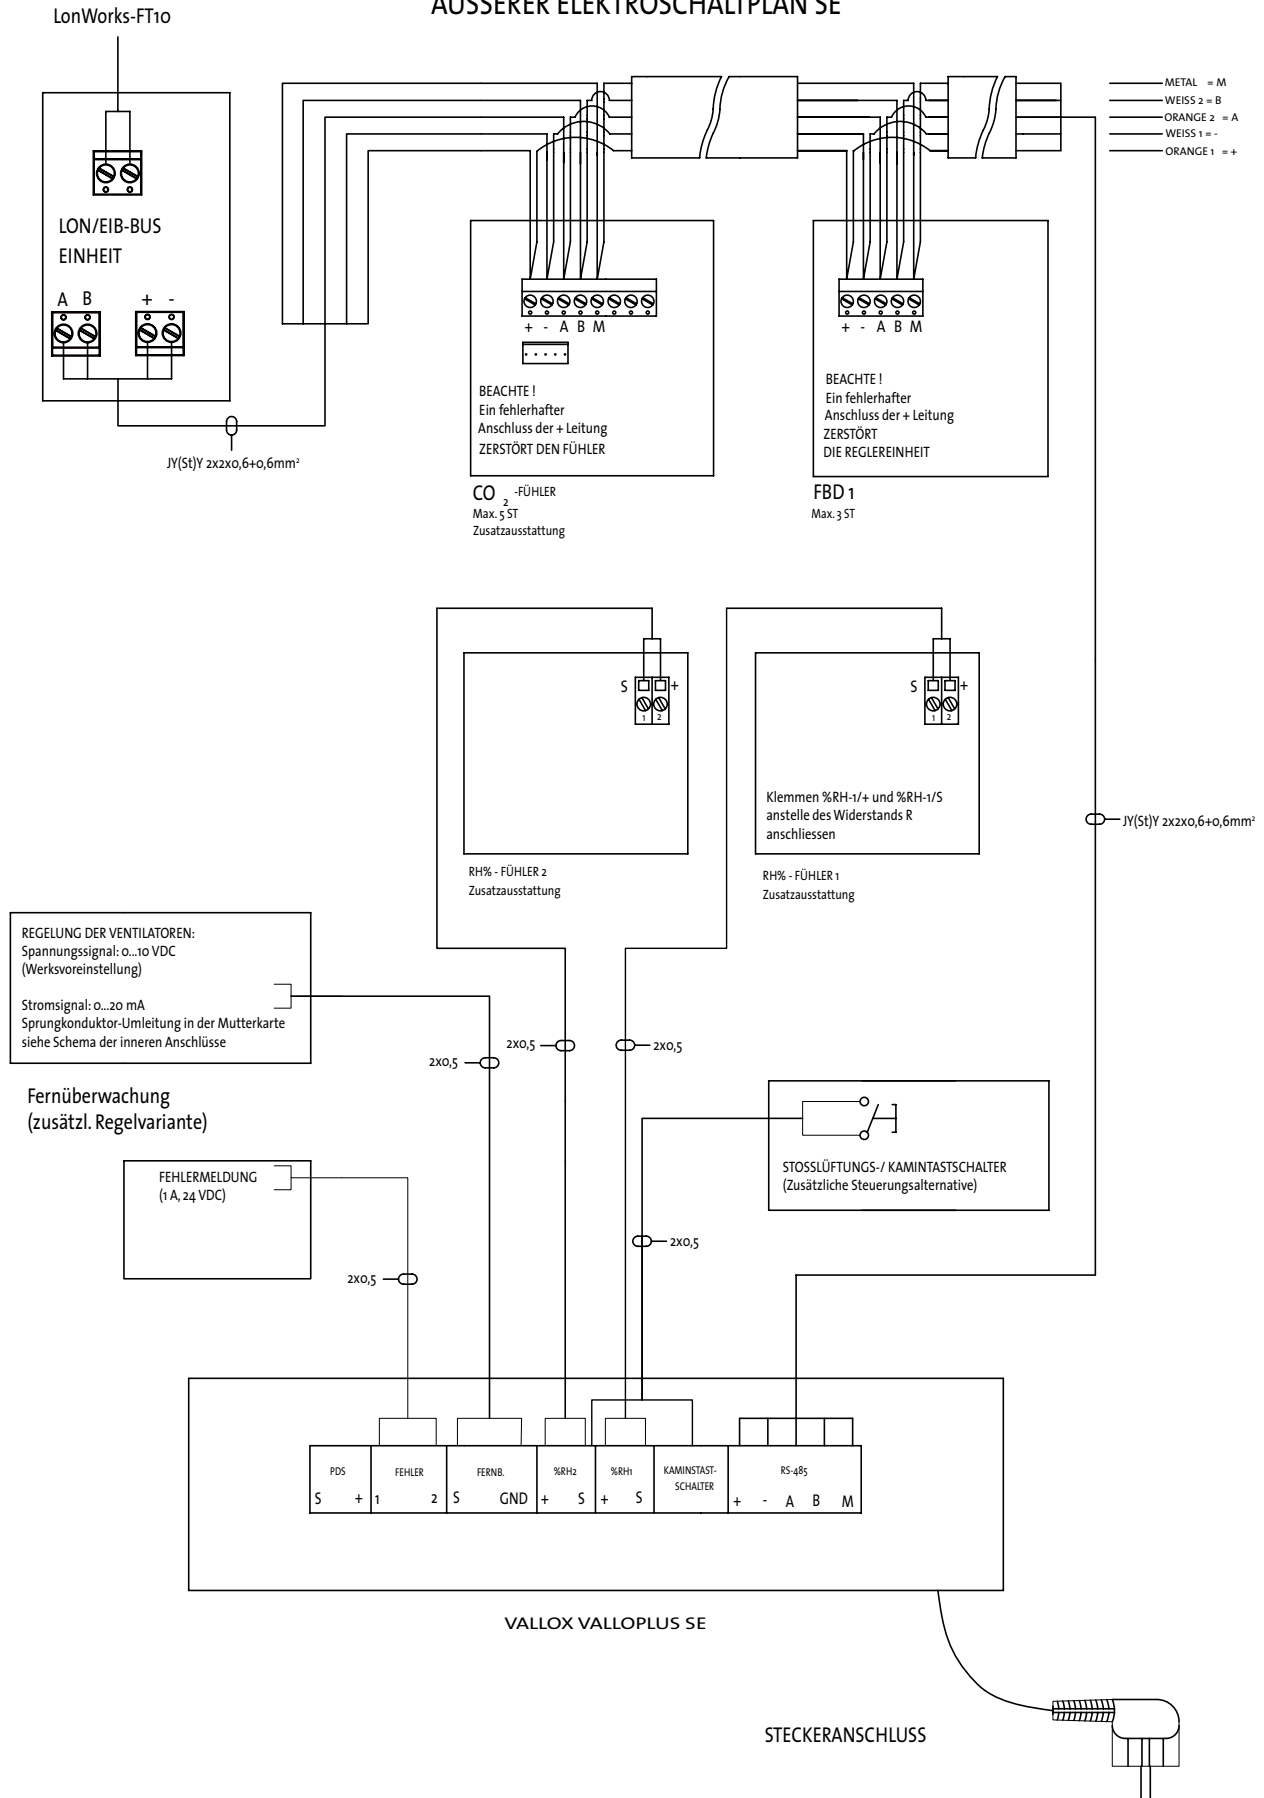 ÄUSSERER ELEKTROSCHALTPLAN SE
LonWorks-FT10
METAL = M
WEISS 2 = B
ORANGE 2 = A
WEISS 1 = -
ORANGE 1 = +
LON/EIB-BUS
EINHEIT
A B + -
+ - A B M
BEACHTE !
Ein fehlerhafter
Anschluss der + Leitung
ZERSTÖRT DEN FÜHLER
CO 2 -FÜHLER
Max. 5 ST
Zusatzausstattung
+ - A B M
BEACHTE !
Ein fehlerhafter
Anschluss der + Leitung
ZERSTÖRT
DIE REGLEREINHEIT
FBD 1
Max. 3 ST
JY(St)Y 2x2x0,6+0,6mm²
S +
1 2
RH% - FÜHLER 2
Zusatzausstattung
S +
1 2
Klemmen %RH-1/+ und %RH-1/S
anstelle des Widerstands R
anschliessen
RH% - FÜHLER 1
Zusatzausstattung
JY(St)Y 2x2x0,6+0,6mm²
REGELUNG DER VENTILATOREN:
Spannungssignal: 0...10 VDC
(Werksvoreinstellung)
Stromsignal: 0...20 mA
Sprungkonduktor-Umleitung in der Mutterkarte
siehe Schema der inneren Anschlüsse
2x0,5
2x0,5
2x0,5
Fernüberwachung
(zusätzl. Regelvariante)
FEHLERMELDUNG
(1 A, 24 VDC)
STOSSLÜFTUNGS-/ KAMINTASTSCHALTER
(Zusätzliche Steuerungsalternative)
2x0,5
2x0,5
PDS
S +
FEHLER
1 2
FERNB.
S GND
%RH2
+ S
%RH1
+ S
KAMINSTAST-
SCHALTER
RS-485
+ - A B M
VALLOX VALLOPLUS SE
STECKERANSCHLUSS